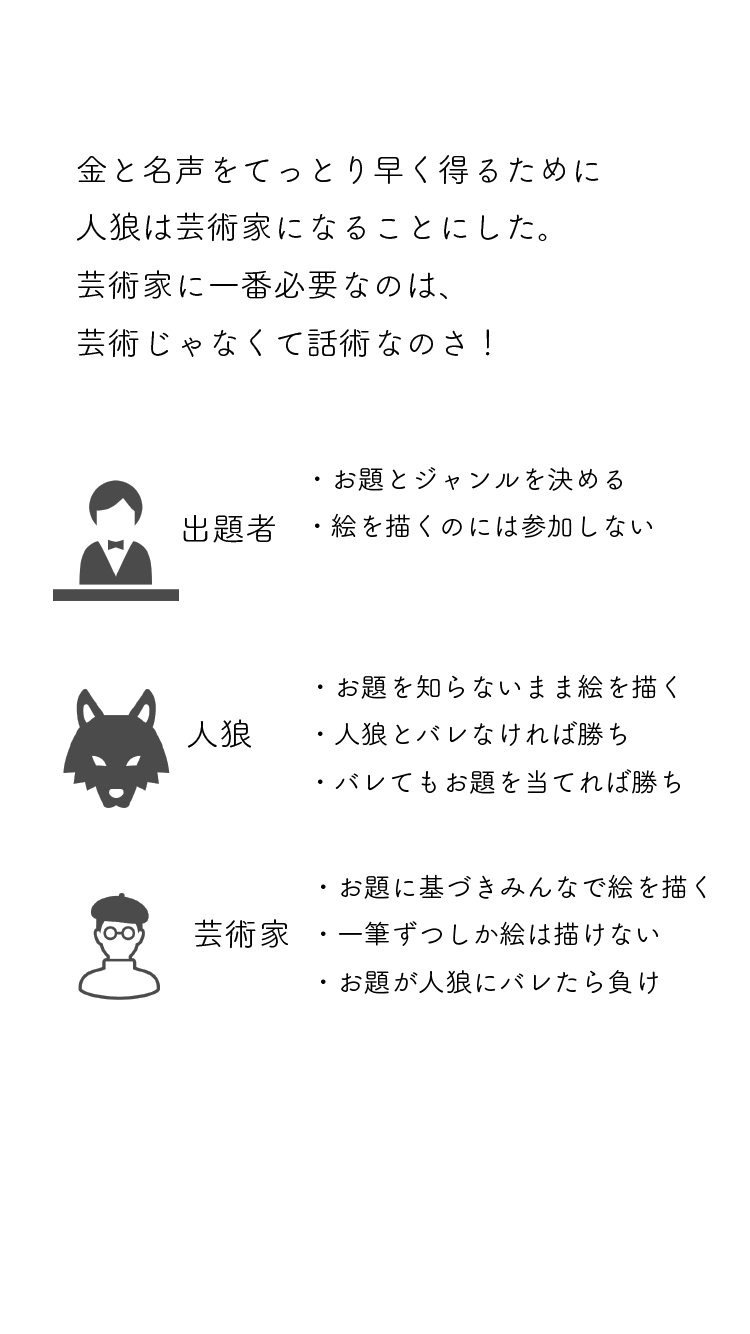 金と名声をてっとり早く得るために
人狼は芸術家になることにした。
芸術家に一番必要なのは、
芸術じゃなくて話術なのさ！
出題者
・お題とジャンルを決める
・絵を描くのには参加しない
人狼
・お題を知らないまま絵を描く
・人狼とバレなければ勝ち
・バレてもお題を当てれば勝ち
芸術家
・お題に基づきみんなで絵を描く
・一筆ずつしか絵は描けない
・お題が人狼にバレたら負け